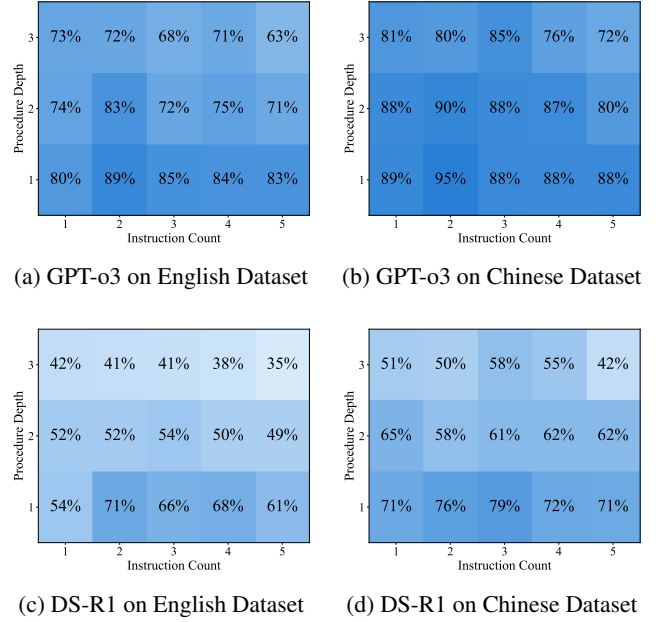 3 73% 72% 68% 71% 63%
Procedure Depth
2 74% 83% 72% 75% 71%
1 80% 89% 85% 84% 83%
1 2 3 4 5
Instruction Count
(a) GPT-o3 on English Dataset
3 81% 80% 85% 76% 72%
Procedure Depth
2 88% 90% 88% 87% 80%
1 89% 95% 88% 88% 88%
1 2 3 4 5
Instruction Count
(b) GPT-o3 on Chinese Dataset
3 42% 41% 41% 38% 35%
Procedure Depth
2 52% 52% 54% 50% 49%
1 54% 71% 66% 68% 61%
1 2 3 4 5
Instruction Count
(c) DS-R1 on English Dataset
3 51% 50% 58% 55% 42%
Procedure Depth
2 65% 58% 61% 62% 62%
1 71% 76% 79% 72% 71%
1 2 3 4 5
Instruction Count
(d) DS-R1 on Chinese Dataset